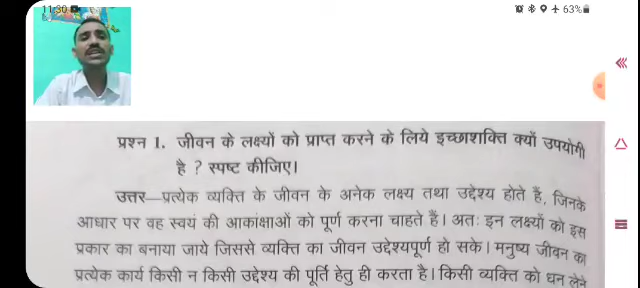 11:30
63%
प्रश्न 1. जीवन के लक्ष्यों को प्राप्त करने के लिये इच्छाशक्ति क्यों उपयोगी
है ? स्पष्ट कीजिए।
उत्तर—प्रत्येक व्यक्ति के जीवन के अनेक लक्ष्य तथा उद्देश्य होते हैं, जिनके
आधार पर वह स्वयं की आकांक्षाओं को पूर्ण करना चाहते हैं। अतः इन लक्ष्यों को इस
प्रकार का बनाया जाये जिससे व्यक्ति का जीवन उद्देश्यपूर्ण हो सके। मनुष्य जीवन का
प्रत्येक कार्य किसी न किसी उद्देश्य की पूर्ति हेतु ही करता है। किसी व्यक्ति को धन लेने